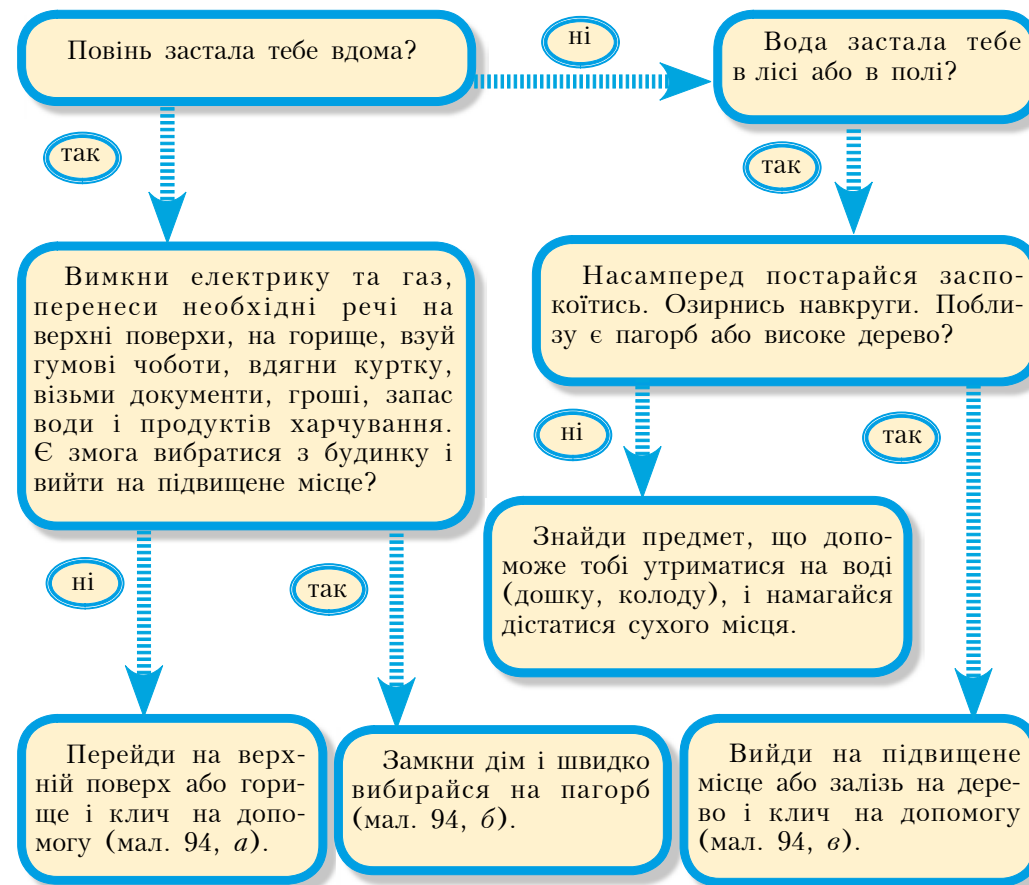 Повінь застала тебе вдома?
ні
Вода застала тебе
в лісі або в полі?
так
так
Вимкни електрику та газ,
перенеси необхідні речі на
верхні поверхи, на горище, взуй
гумові чоботи, вдягни куртку,
візьми документи, гроші, запас
води і продуктів харчування.
Є змога вибратися з будинку і
вийти на підвищене місце?
Насамперед постарайся заспо-
коїтись. Озирнись навкруги. Побли-
зу є пагорб або високе дерево?
ні
так
Знайди предмет, що допо-
може тобі утриматися на воді
(дошку, колоду), і намагайся
дістатися сухого місця.
ні
так
Перейди на верх-
ній поверх або гори-
ще і клич на допо-
могу (мал. 94, а).
Замкни дім і швидко
вибирайся на пагорб
(мал. 94, б).
Вийди на підвищене
місце або залізь на дере-
во і клич на допомогу
(мал. 94, в).